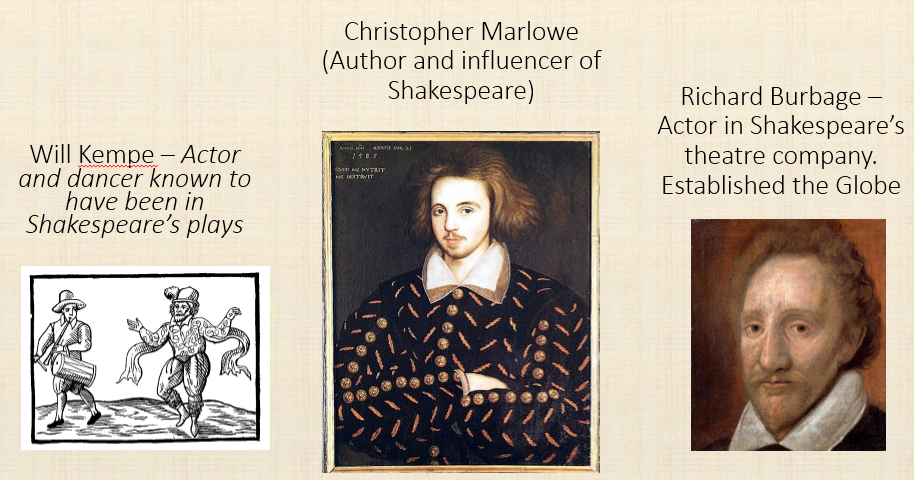 Christopher Marlowe
(Author and influencer of
Shakespeare)
Richard Burbage –
Actor in Shakespeare’s
theatre company.
Established the Globe
Will Kempe – Actor
and dancer known to
have been in
Shakespeare’s plays
ANNO DNI ÆTATIS SVÆ 21
1585
QVOD ME NVTRIT
ME DESTRVIT